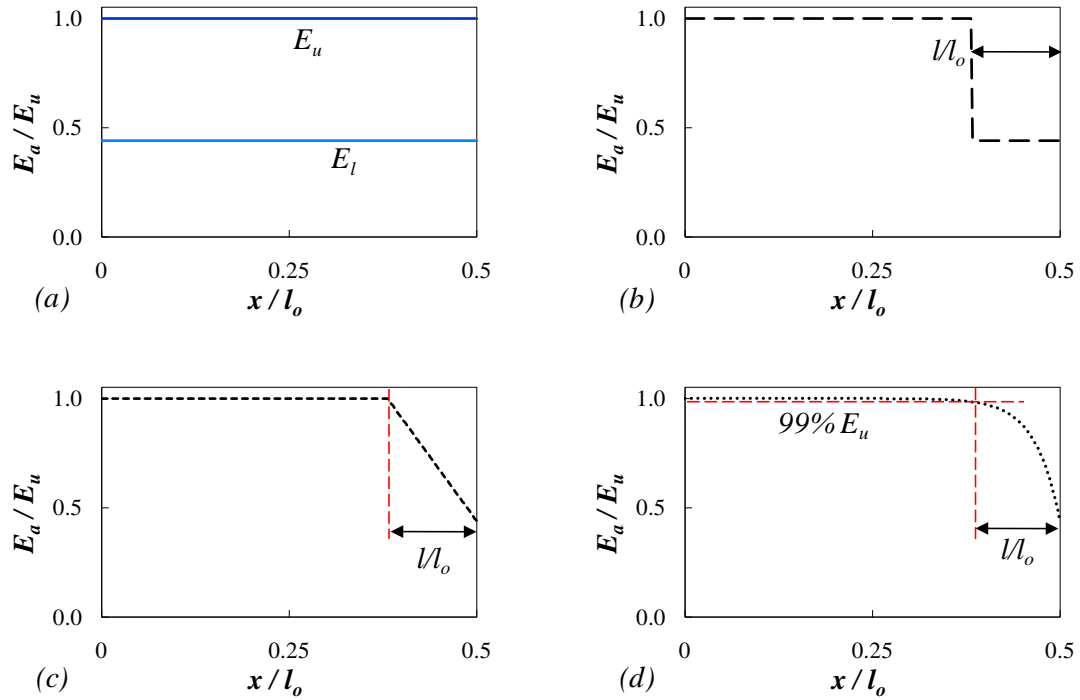 1.0
E_u
0.5
E_l
0.0
0
0.25
0.5
E_a / E_u
x / l_o
(a)
1.0
l/l_o
0.5
0.0
0
0.25
0.5
E_a / E_u
x / l_o
(b)
1.0
0.5
l/l_o
0.0
0
0.25
0.5
E_a / E_u
x / l_o
(c)
1.0
99% E_u
0.5
l/l_o
0.0
0
0.25
0.5
E_a / E_u
x / l_o
(d)